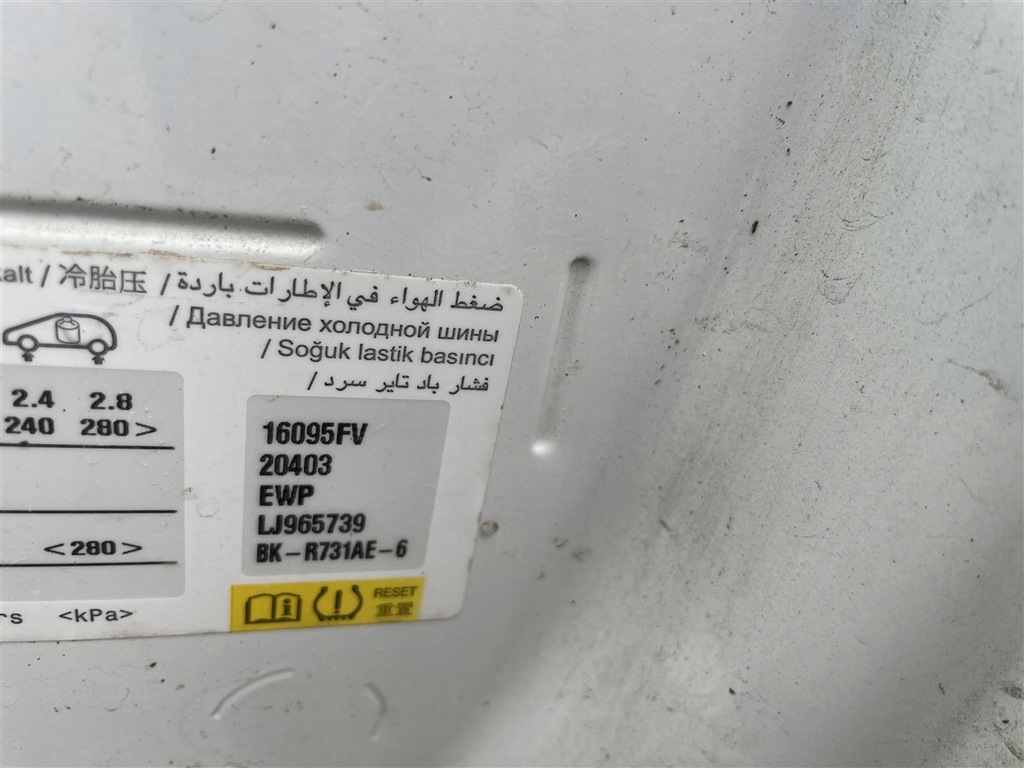 / 冷胎压 / ضغط الهواء في الإطارات باردة
/ Давление холодной шины
/ Soğuk lastik basıncı
/ فشار باد تایر سرد
2.4 2.8
240 280>
<280>
<kPa>
16095FV
20403
EWP
LJ965739
BK-R731AE-6
RESET
重置